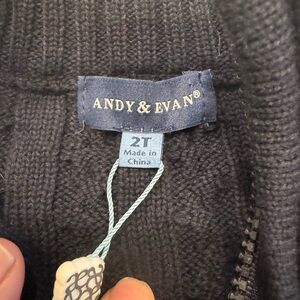 ANDY & EVAN®
2T
Made in
China